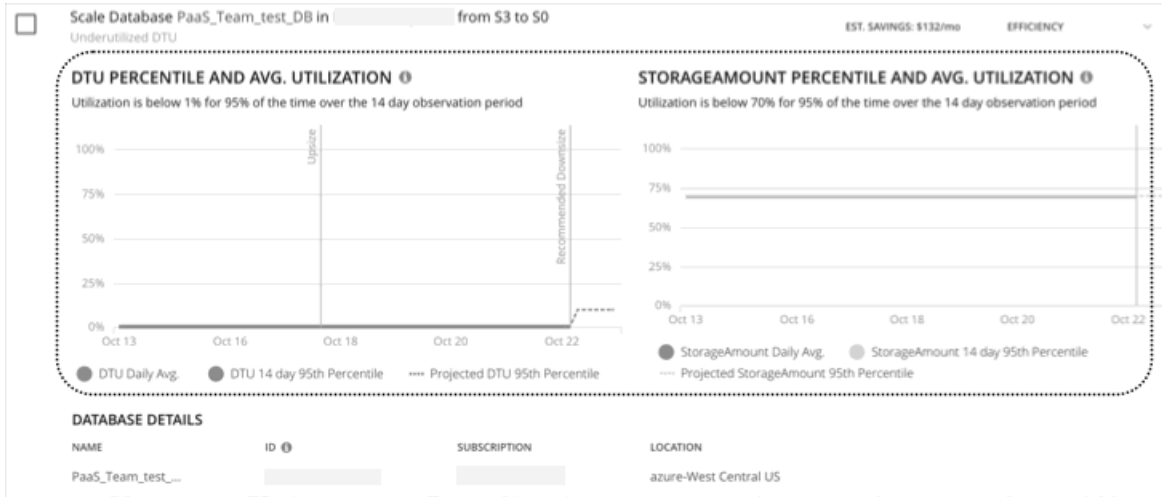 Scale Database PaaS_Team_test_DB in from S3 to S0
Underutilized DTU
EST. SAVINGS: $132/mo
EFFICIENCY
DTU PERCENTILE AND AVG. UTILIZATION
Utilization is below 1% for 95% of the time over the 14 day observation period
100%
75%
50%
25%
0%
Upsize
Recommended Downsize
Oct 13 Oct 16 Oct 18 Oct 20 Oct 22
DTU Daily Avg. DTU 14 day 95th Percentile Projected DTU 95th Percentile
STORAGEAMOUNT PERCENTILE AND AVG. UTILIZATION
Utilization is below 70% for 95% of the time over the 14 day observation period
100%
75%
50%
25%
0%
Oct 13 Oct 16 Oct 18 Oct 20 Oct 22
StorageAmount Daily Avg. StorageAmount 14 day 95th Percentile
Projected StorageAmount 95th Percentile
DATABASE DETAILS
NAME ID SUBSCRIPTION LOCATION
PaaS_Team_test_... azure-West Central US